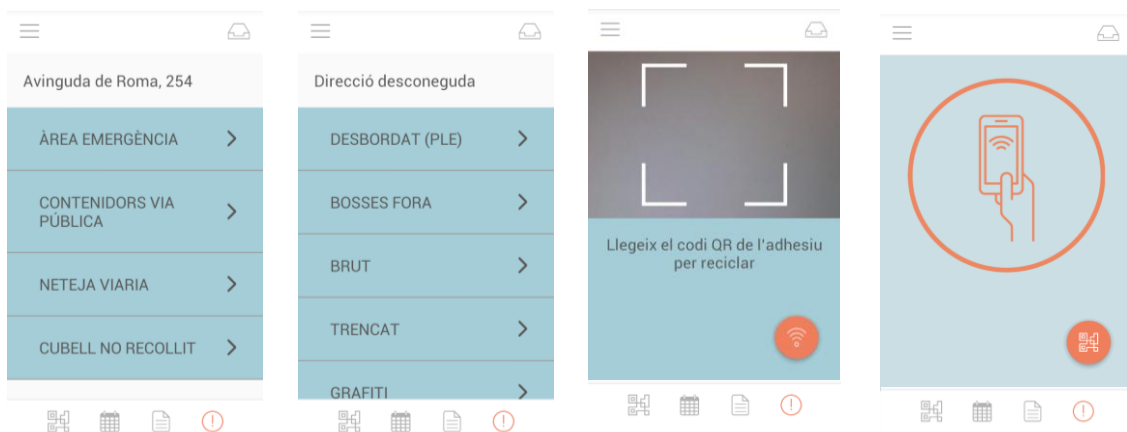 Avinguda de Roma, 254
ÀREA EMERGÈNCIA
CONTENIDORS VIA
PÚBLICA
NETEJA VIARIA
CUBELL NO RECOLLIT
Direcció desconeguda
DESBORDAT (PLE)
BOSSES FORA
BRUT
TRENCAT
GRAFITI
Llegeix el codi QR de l'adhesiu
per reciclar